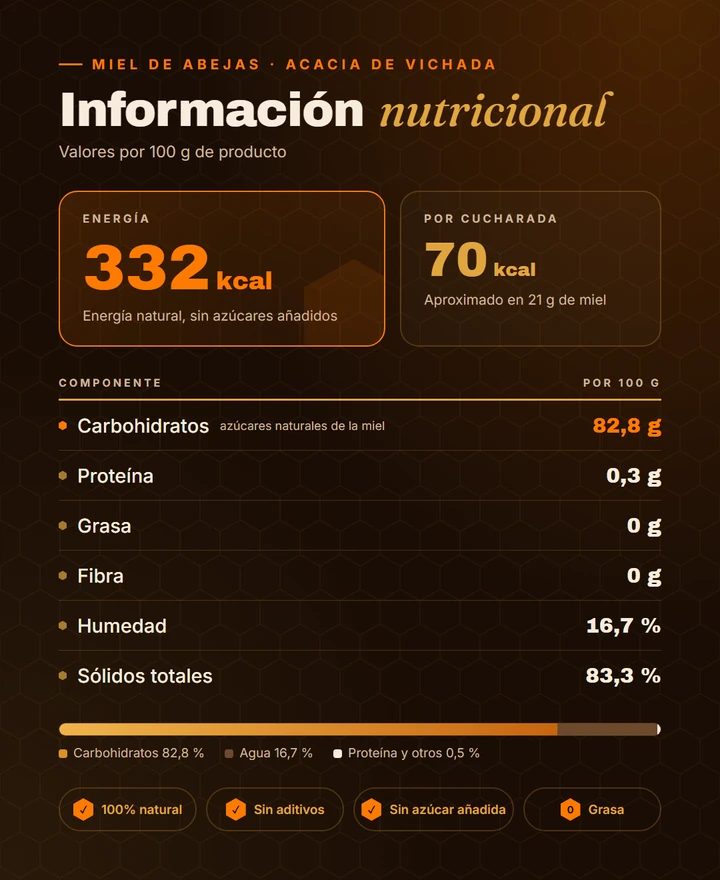 MIEL DE ABEJAS · ACACIA DE VICHADA
Información nutricional
Valores por 100 g de producto
ENERGÍA
332 kcal
Energía natural, sin azúcares añadidos
POR CUCHARADA
70 kcal
Aproximado en 21 g de miel
COMPONENTE POR 100 G
Carbohidratos azúcares naturales de la miel 82,8 g
Proteína 0,3 g
Grasa 0 g
Fibra 0 g
Humedad 16,7 %
Sólidos totales 83,3 %
Carbohidratos 82,8 % Agua 16,7 % Proteína y otros 0,5 %
✓ 100% natural ✓ Sin aditivos ✓ Sin azúcar añadida 0 Grasa